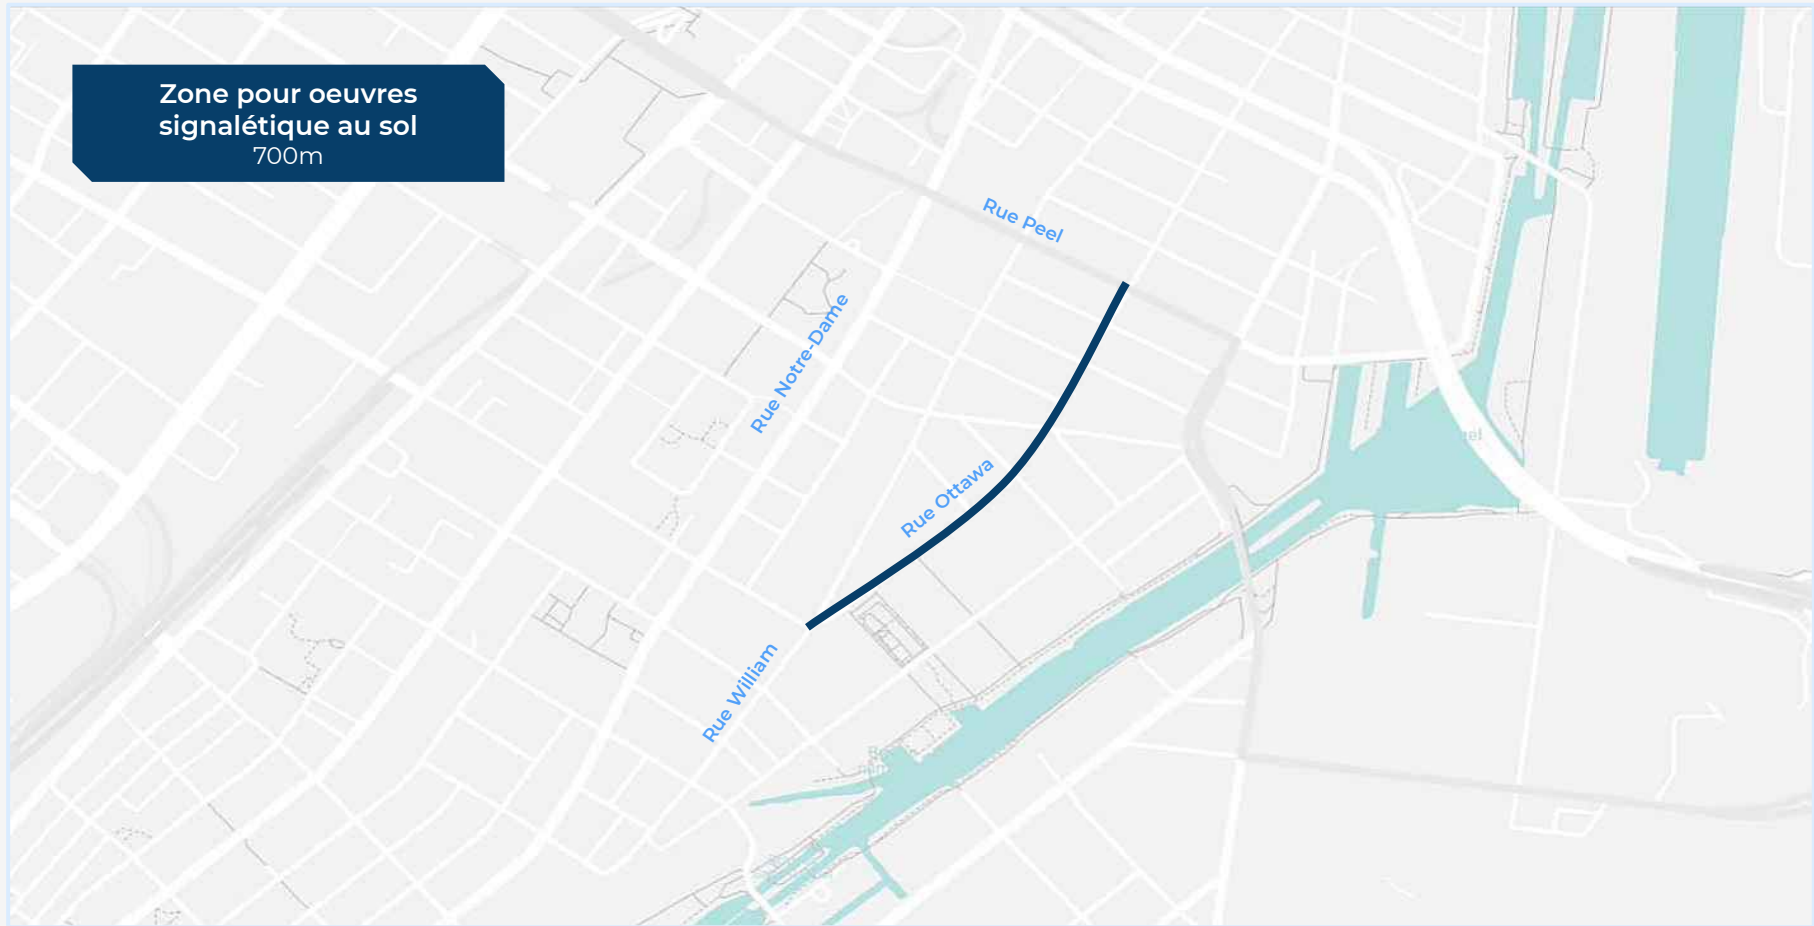 Zone pour oeuvres
signalétique au sol
700m
Rue Peel
Rue Notre-Dame
Rue Ottawa
Rue William